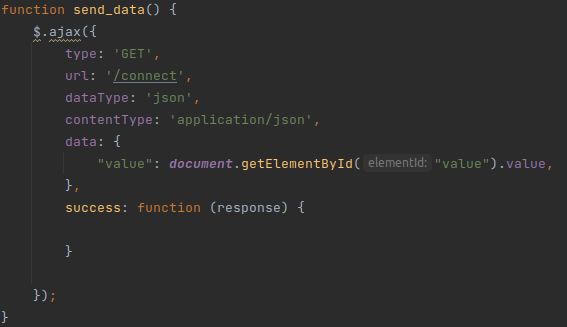 function send_data() {
    $.ajax({
        type: 'GET',
        url: '/connect',
        dataType: 'json',
        contentType: 'application/json',
        data: {
            "value": document.getElementById( elementId: "value").value,
        },
        success: function (response) {

        }

    });
}